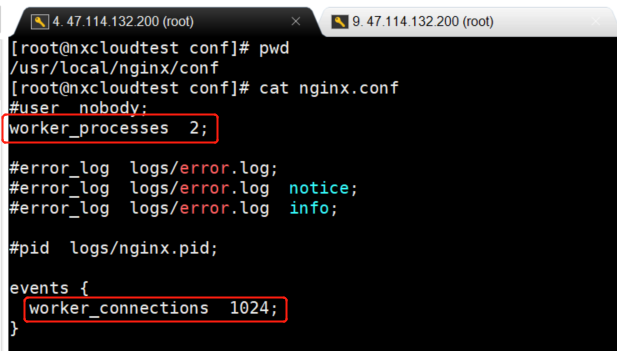 4. 47.114.132.200 (root)
9. 47.114.132.200 (root)
[root@nxcloudtest conf]# pwd
/usr/local/nginx/conf
[root@nxcloudtest conf]# cat nginx.conf
#user  nobody;
worker_processes  2;
#error_log  logs/error.log;
#error_log  logs/error.log  notice;
#error_log  logs/error.log  info;
#pid  logs/nginx.pid;
events {
  worker_connections  1024;
}